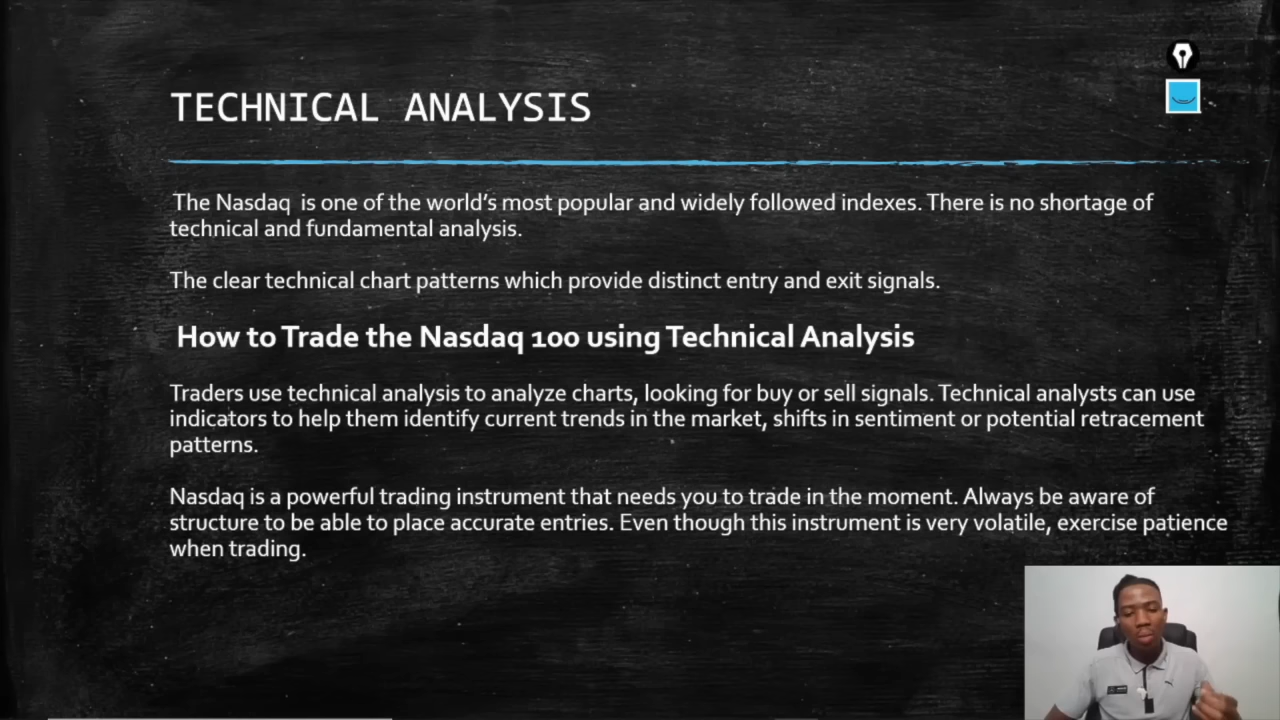 TECHNICAL ANALYSIS
The Nasdaq is one of the world's most popular and widely followed indexes. There is no shortage of
technical and fundamental analysis.
The clear technical chart patterns which provide distinct entry and exit signals.
How to Trade the Nasdaq 100 using Technical Analysis
Traders use technical analysis to analyze charts, looking for buy or sell signals. Technical analysts can use
indicators to help them identify current trends in the market, shifts in sentiment or potential retracement
patterns.
Nasdaq is a powerful trading instrument that needs you to trade in the moment. Always be aware of
structure to be able to place accurate entries. Even though this instrument is very volatile, exercise patience
when trading.